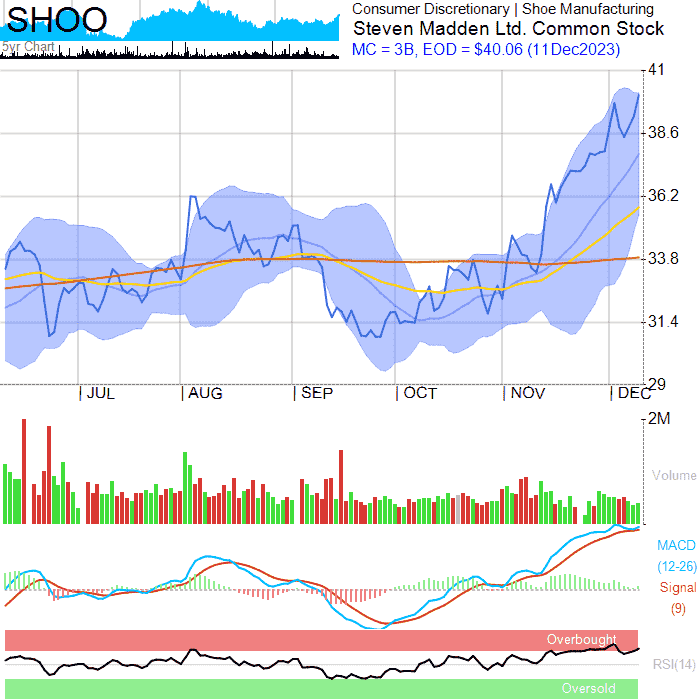 SHOO
5yr Chart
Consumer Discretionary | Shoe Manufacturing
Steven Madden Ltd. Common Stock
MC = 3B, EOD = $40.06 (11Dec2023)
41
38.6
36.2
33.8
31.4
29
| JUL | AUG | SEP | OCT | NOV | DEC
2M
Volume
MACD
(12-26)
Signal
(9)
Overbought
RSI(14)
Oversold